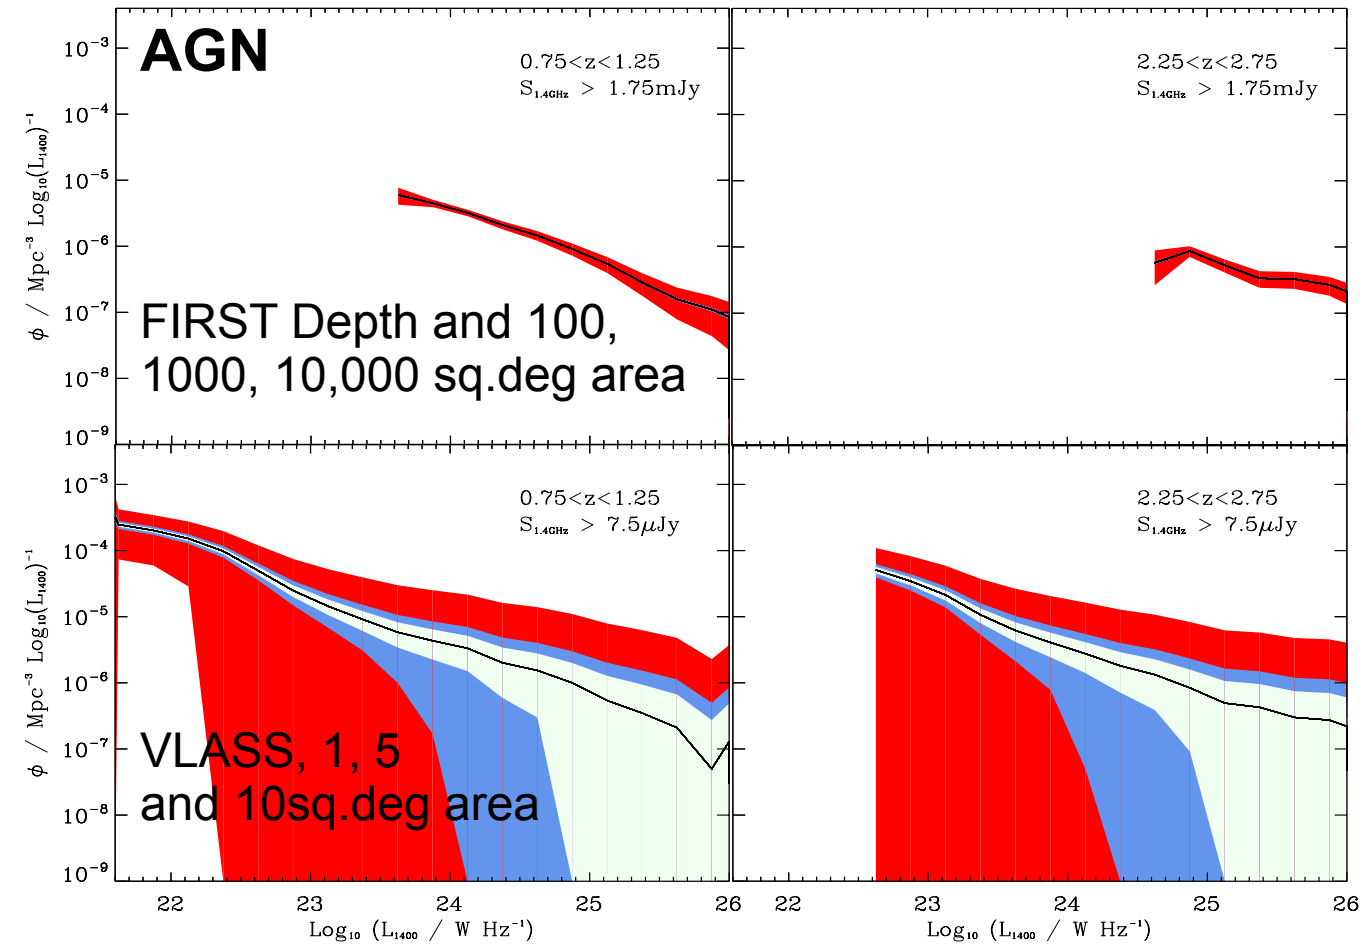 AGN
0.75<z<1.25
S₁.₄GHz > 1.75mJy
2.25<z<2.75
S₁.₄GHz > 1.75mJy
FIRST Depth and 100,
1000, 10,000 sq.deg area
ϕ / Mpc⁻³ Log₁₀(L₁₄₀₀)⁻¹
10⁻³
10⁻⁴
10⁻⁵
10⁻⁶
10⁻⁷
10⁻⁸
10⁻⁹
0.75<z<1.25
S₁.₄GHz > 7.5μJy
2.25<z<2.75
S₁.₄GHz > 7.5μJy
VLASS, 1, 5
and 10sq.deg area
ϕ / Mpc⁻³ Log₁₀(L₁₄₀₀)⁻¹
10⁻³
10⁻⁴
10⁻⁵
10⁻⁶
10⁻⁷
10⁻⁸
10⁻⁹
22 23 24 25 26
22 23 24 25 26
Log₁₀ (L₁₄₀₀ / W Hz⁻¹)
Log₁₀ (L₁₄₀₀ / W Hz⁻¹)